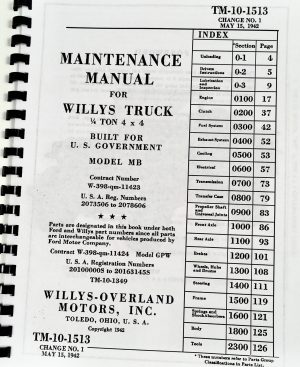 TM-10-1513
CHANGE NO. 1
MAY 15, 1942
MAINTENANCE
MANUAL
FOR
WILLYS TRUCK
¼ TON 4 x 4
BUILT FOR
U. S. GOVERNMENT
MODEL MB
Contract Number
W-398-qm-11423
U. S. A. Reg. Numbers
2073506 to 2078606
★ ★ ★
Parts are designated in this book under both
Ford and Willys part numbers since all parts
are interchangeable for vehicles produced by
Ford Motor Company.
Contract W-398-qm-11424 Model GPW
U. S. A. Registration Numbers
20100000S to 20163145S
TM-10-1349
WILLYS-OVERLAND
MOTORS, INC.
TOLEDO, OHIO, U. S. A.
Copyright 1942
TM-10-1513
CHANGE NO. 1
MAY 15, 1942
INDEX
*Section Page
Unloading 0-1 4
Driver Instructions 0-2 5
Lubrication and Inspection 0-3 9
Engine 0100 17
Clutch 0200 37
Fuel System 0300 42
Exhaust System 0400 52
Cooling 0500 53
Electrical 0600 57
Transmission 0700 73
Transfer Case 0800 79
Propeller Shaft and Universal Joints 0900 83
Front Axle 1000 86
Rear Axle 1100 93
Brakes 1200 101
Wheels, Hubs and Drums 1300 108
Steering 1400 111
Frame 1500 119
Springs and Shock Absorbers 1600 121
Body 1800 125
Tools 2300 126
* These numbers refer to Parts Group
Classifications in Parts List.